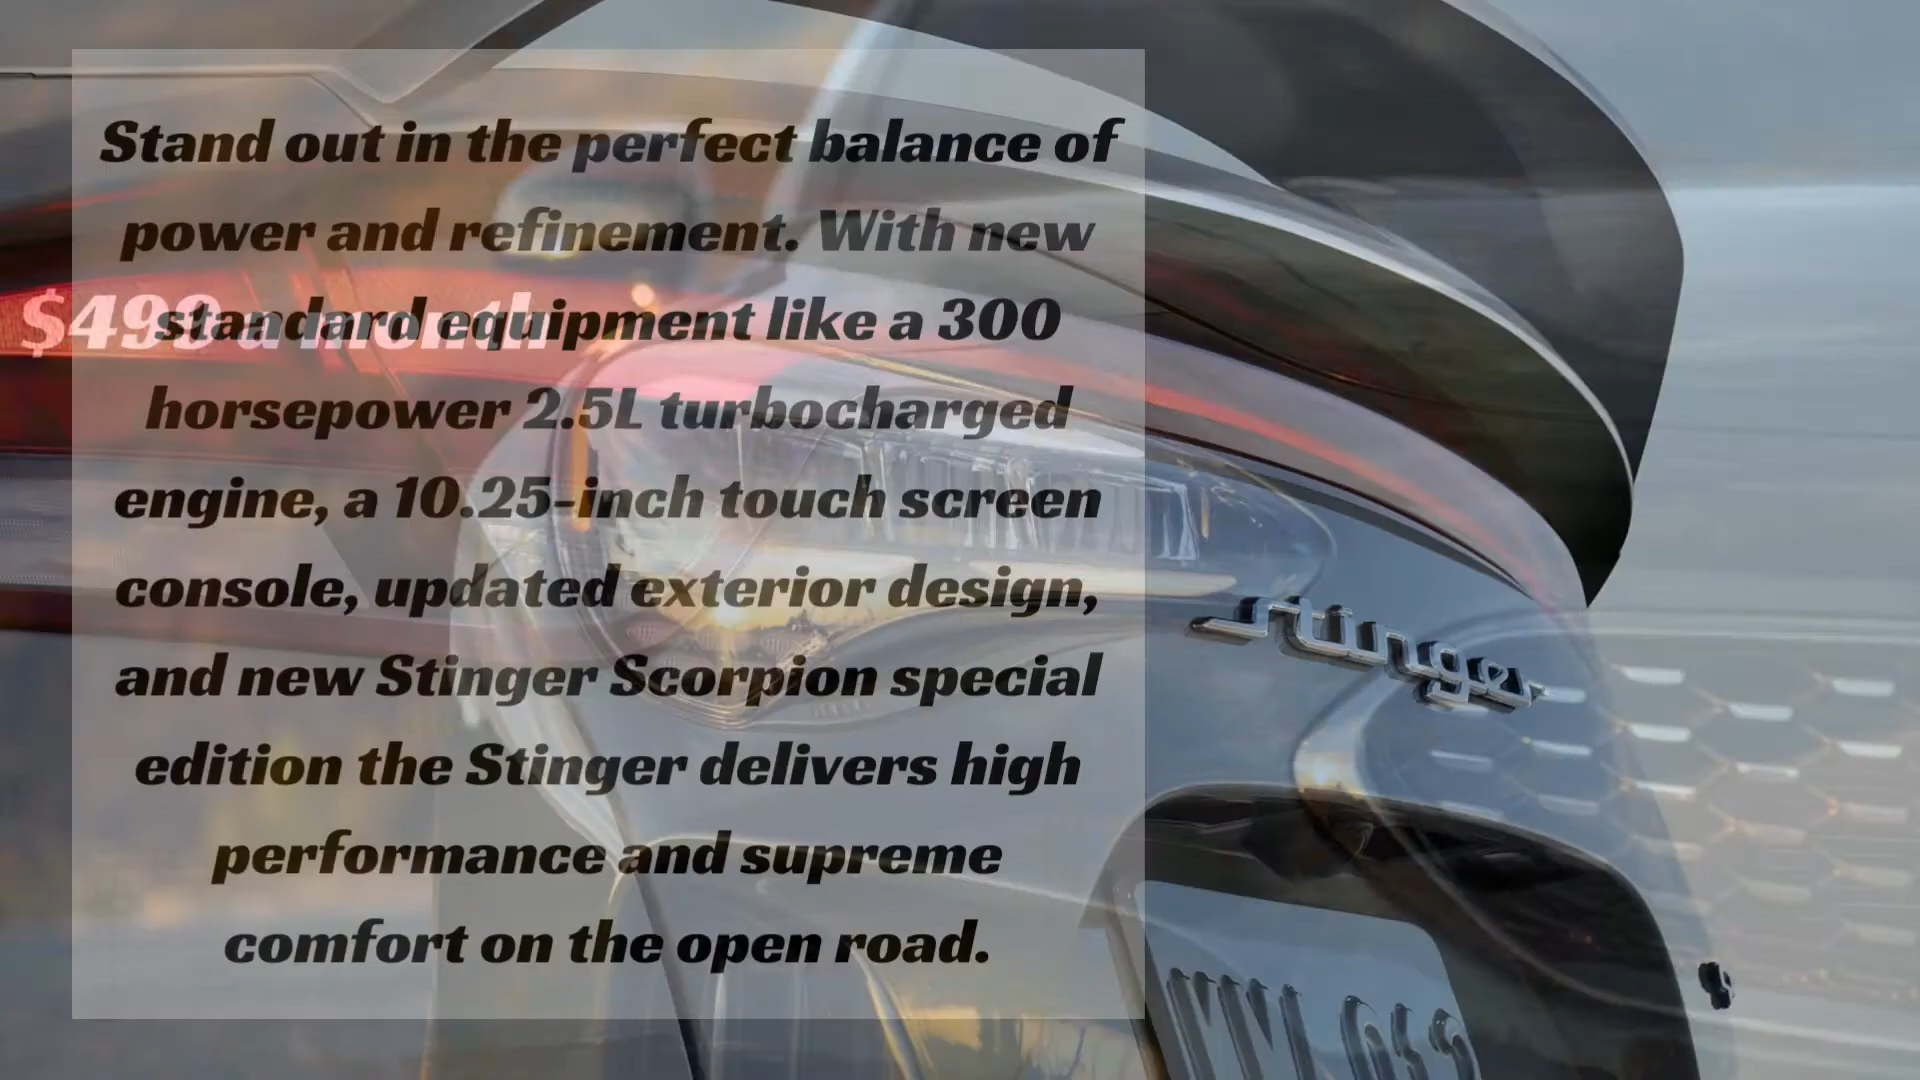 Stand out in the perfect balance of
power and refinement. With new
$499 a month
standard equipment like a 300
horsepower 2.5L turbocharged
engine, a 10.25-inch touch screen
console, updated exterior design,
and new Stinger Scorpion special
edition the Stinger delivers high
performance and supreme
comfort on the open road.
stinger